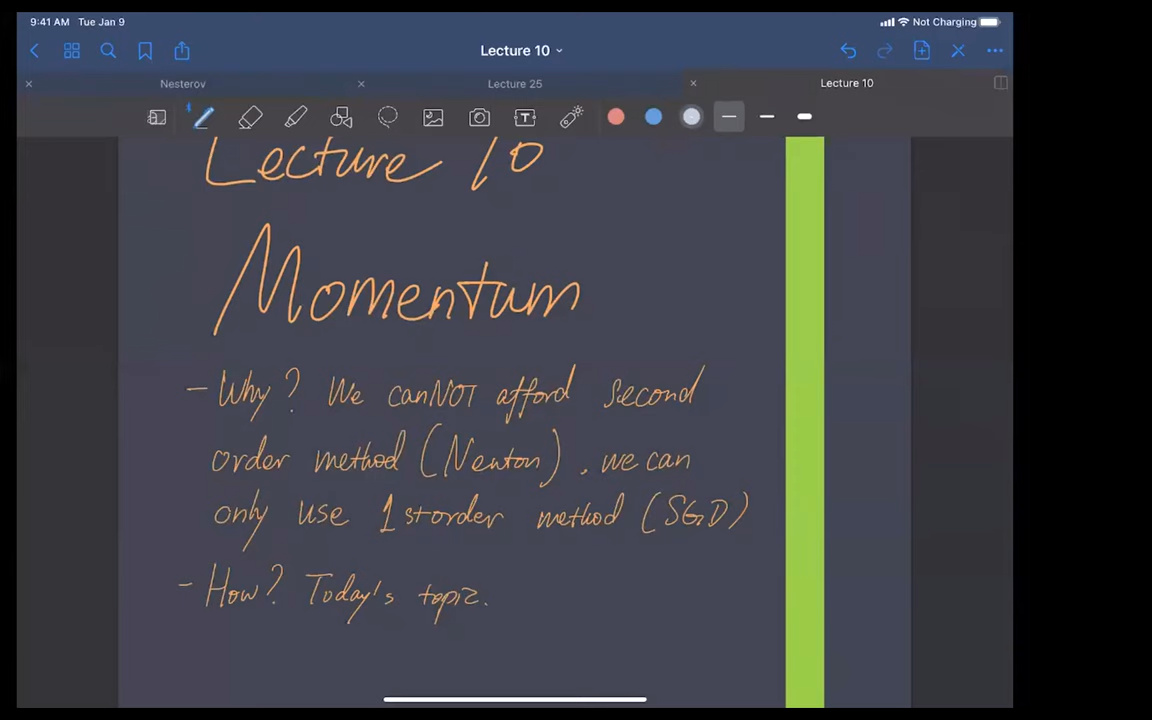 9:41 AM Tue Jan 9
Not Charging
Lecture 10
Nesterov
Lecture 25
Lecture 10
Lecture 10
Momentum
- Why? We canNOT afford second
order method (Newton), we can
only use 1st order method (SGD)
- How? Today's topic.